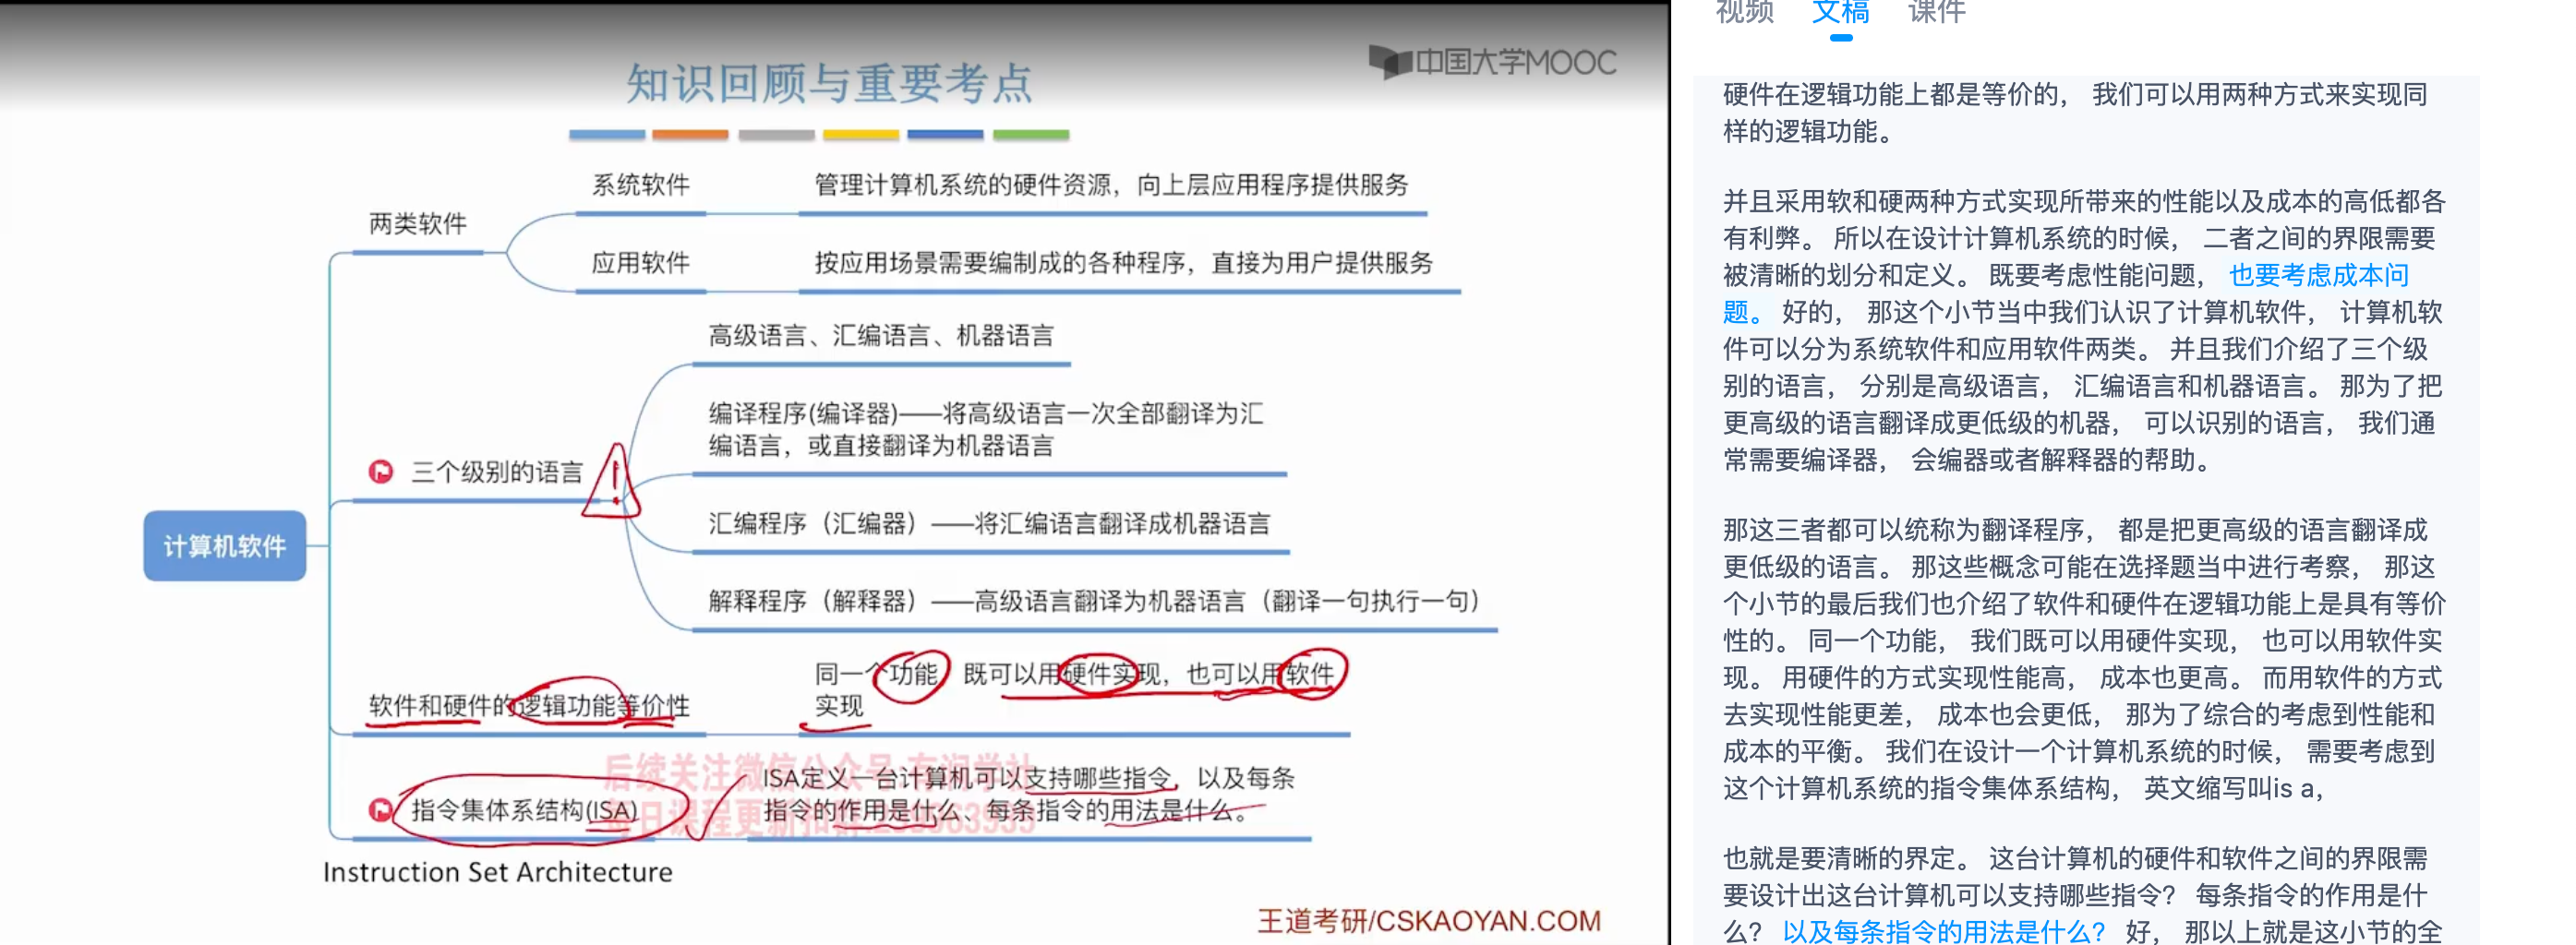 中国大学MOOC
知识回顾与重要考点
两类软件
系统软件
管理计算机系统的硬件资源，向上层应用程序提供服务
应用软件
按应用场景需要编制成的各种程序，直接为用户提供服务
三个级别的语言
高级语言、汇编语言、机器语言
编译程序(编译器)——将高级语言一次全部翻译为汇
编语言，或直接翻译为机器语言
汇编程序（汇编器）——将汇编语言翻译成机器语言
解释程序（解释器）——高级语言翻译为机器语言（翻译一句执行一句）
计算机软件
软件和硬件的逻辑功能等价性
同一个功能 既可以用硬件实现，也可以用软件
实现
后续关注微信公众号:有润学社
指令集体系结构(ISA)
ISA定义一台计算机可以支持哪些指令，以及每条
指令的作用是什么、每条指令的用法是什么。
Instruction Set Architecture
王道考研/CSKAOYAN.COM
视频 文稿 课件
硬件在逻辑功能上都是等价的， 我们可以用两种方式来实现同
样的逻辑功能。
并且采用软和硬两种方式实现所带来的性能以及成本的高低都各
有利弊。 所以在设计计算机系统的时候， 二者之间的界限需要
被清晰的划分和定义。 既要考虑性能问题， 也要考虑成本问
题。 好的， 那这个小节当中我们认识了计算机软件， 计算机软
件可以分为系统软件和应用软件两类。 并且我们介绍了三个级
别的语言， 分别是高级语言， 汇编语言和机器语言。 那为了把
更高级的语言翻译成更低级的机器， 可以识别的语言， 我们通
常需要编译器， 会编器或者解释器的帮助。
那这三者都可以统称为翻译程序， 都是把更高级的语言翻译成
更低级的语言。 那这些概念可能在选择题当中进行考察， 那这
个小节的最后我们也介绍了软件和硬件在逻辑功能上是具有等价
性的。 同一个功能， 我们既可以用硬件实现， 也可以用软件实
现。 用硬件的方式实现性能高， 成本也更高。 而用软件的方式
去实现性能更差， 成本也会更低， 那为了综合的考虑到性能和
成本的平衡。 我们在设计一个计算机系统的时候， 需要考虑到
这个计算机系统的指令集体系结构， 英文缩写叫is a，
也就是要清晰的界定。 这台计算机的硬件和软件之间的界限需
要设计出这台计算机可以支持哪些指令？ 每条指令的作用是什
么？ 以及每条指令的用法是什么？ 好， 那以上就是这小节的全